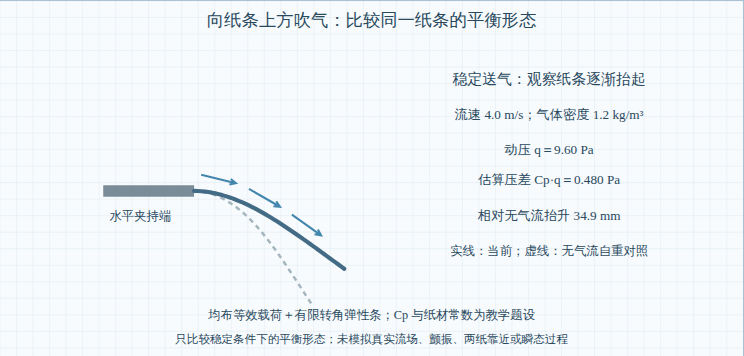 向纸条上方吹气：比较同一纸条的平衡形态
稳定送气：观察纸条逐渐抬起
流速 4.0 m/s；气体密度 1.2 kg/m³
动压 q＝9.60 Pa
估算压差 Cp·q＝0.480 Pa
水平夹持端
相对无气流抬升 34.9 mm
实线：当前；虚线：无气流自重对照
均布等效载荷＋有限转角弹性条；Cp 与纸材常数为教学题设
只比较稳定条件下的平衡形态；未模拟真实流场、颤振、两纸靠近或瞬态过程